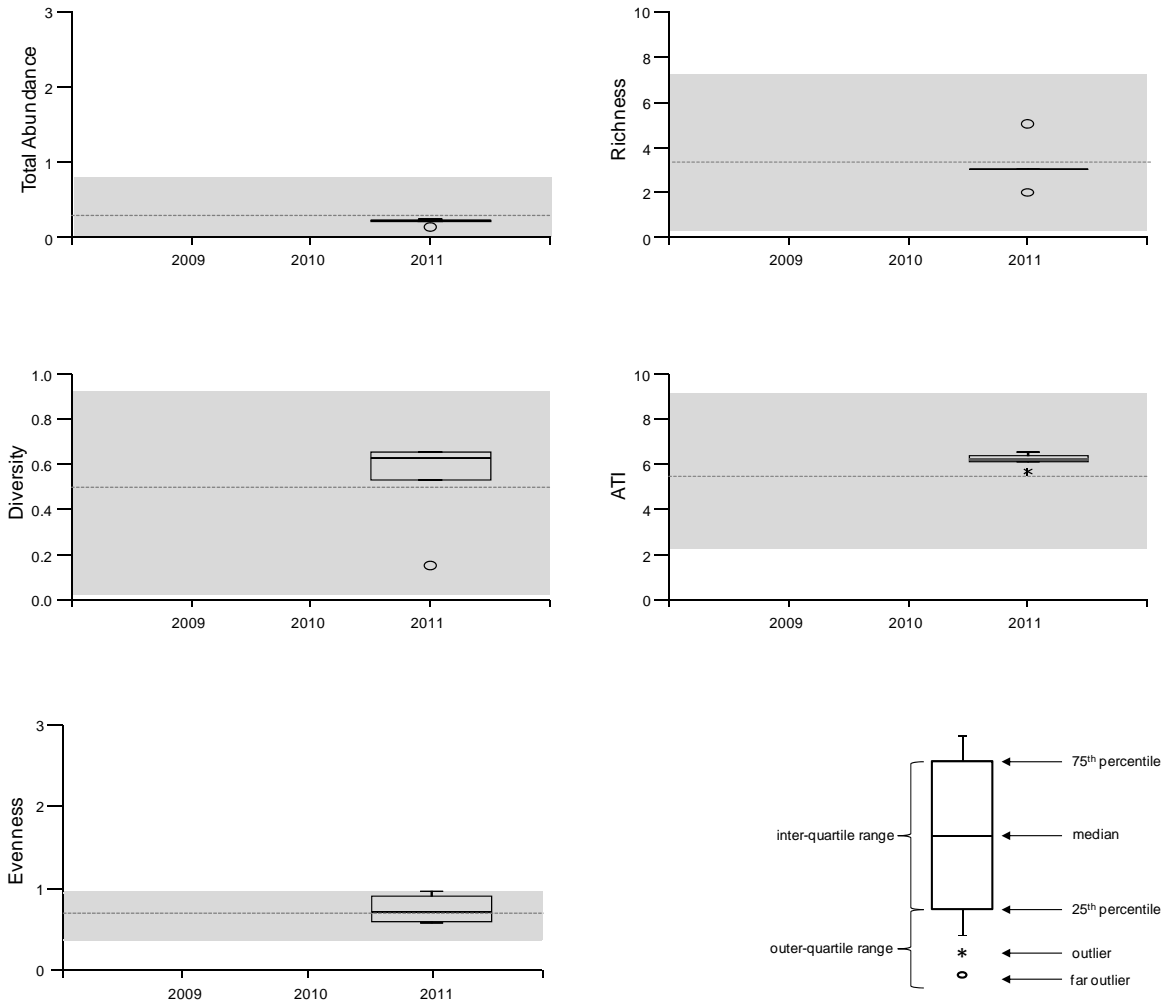 Total Abundance
3
2
1
0
2009 2010 2011
Richness
10
8
6
4
2
0
2009 2010 2011
Diversity
1.0
0.8
0.6
0.4
0.2
0.0
2009 2010 2011
ATI
10
8
6
4
2
0
2009 2010 2011
Evenness
3
2
1
0
2009 2010 2011
75th percentile
inter-quartile range
median
25th percentile
outer-quartile range
outlier
far outlier